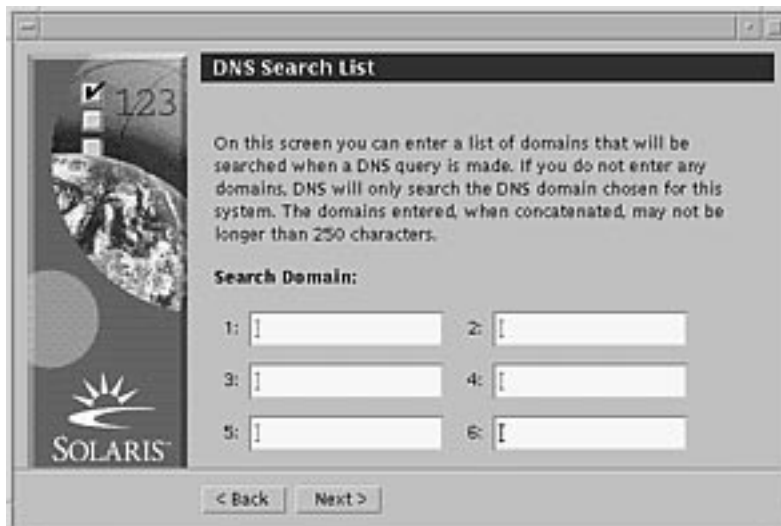 DNS Search List
123
On this screen you can enter a list of domains that will be
searched when a DNS query is made. If you do not enter any
domains, DNS will only search the DNS domain chosen for this
system. The domains entered, when concatenated, may not be
longer than 250 characters.
Search Domain:
1: 2:
3: 4:
5: 6:
SOLARIS™
< Back Next >